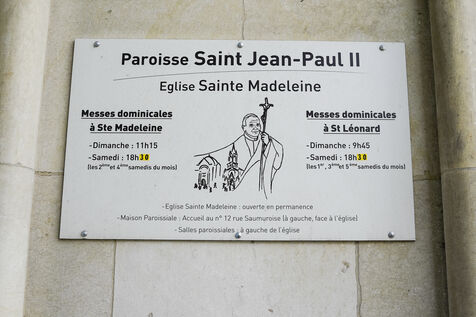 Paroisse Saint Jean-Paul II
Eglise Sainte Madeleine
Messes dominicales
à Ste Madeleine
- Dimanche : 11h15
- Samedi : 18h30
(les 2ème et 4ème samedis du mois)
Messes dominicales
à St Léonard
- Dimanche : 9h45
- Samedi : 18h30
(les 1er, 3ème et 5ème samedis du mois)
- Eglise Sainte Madeleine : ouverte en permanence
- Maison Paroissiale : Accueil au n° 12 rue Saumuroise (à gauche, face à l'église)
- Salles paroissiales : à gauche de l'église